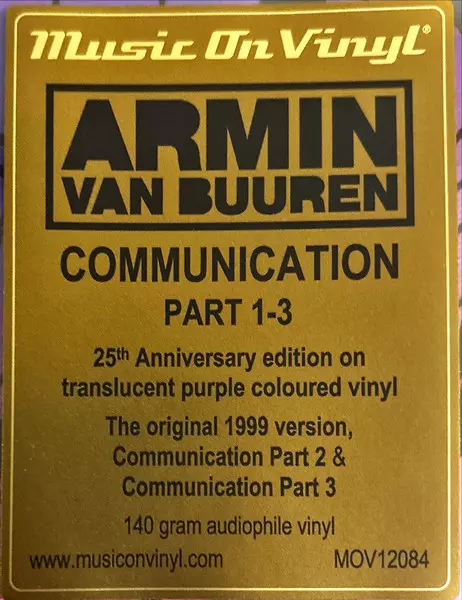 Music On Vinyl®
ARMIN
VAN BUUREN
COMMUNICATION
PART 1-3
25th Anniversary edition on
translucent purple coloured vinyl
The original 1999 version,
Communication Part 2 &
Communication Part 3
140 gram audiophile vinyl
www.musiconvinyl.com MOV12084